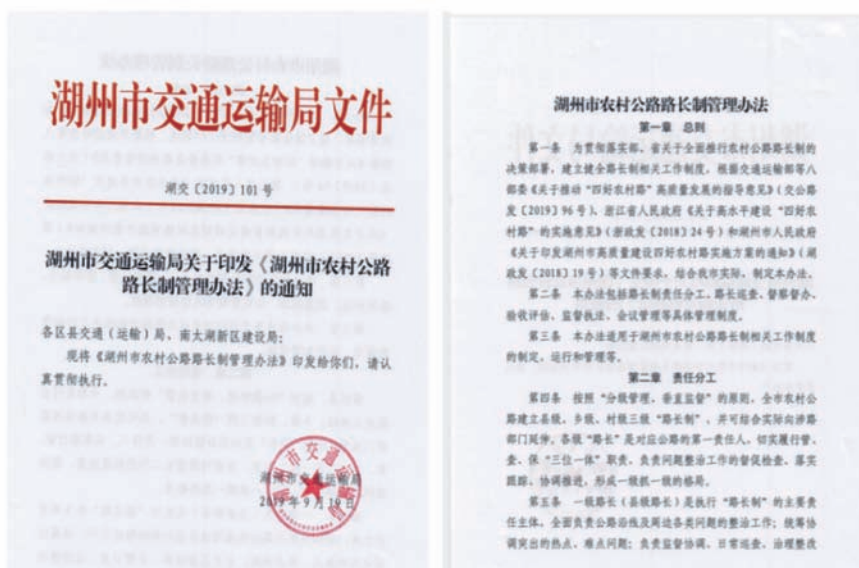 湖州市交通运输局文件
湖交〔2019〕101 号
湖州市交通运输局关于印发《湖州市农村公路
路长制管理办法》的通知
各区县交通（运输）局、南太湖新区建设局：
现将《湖州市农村公路路长制管理办法》印发给你们，请认
真贯彻执行。
湖州市交通运输局
2019年9月19日
湖州市农村公路路长制管理办法
第一章 总则
第一条 为贯彻落实部、省关于全面推行农村公路路长制的
决策部署，建立健全路长制相关工作制度，根据交通运输部等八
部委《关于推动“四好农村路”高质量发展的指导意见》（交公路
发〔2019〕96 号）、浙江省人民政府《关于高水平建设“四好农
村路”的实施意见》（浙政发〔2018〕24 号）和湖州市人民政府
《关于印发湖州市高质量建设四好农村路实施方案的通知》（湖
政发〔2018〕19 号）等文件要求，结合我市实际，制定本办法。
第二条 本办法包括路长制责任分工、路长巡查、督察督办、
验收评估、监督执法、会议管理等具体管理制度。
第三条 本办法适用于湖州市农村公路路长制相关工作制度
的制定、运行和管理等。
第二章 责任分工
第四条 按照“分级管理、垂直监督”的原则，全市农村公
路建立县级、乡级、村级三级“路长制”，并可结合实际向涉路
部门延伸。各级“路长”是对应公路的第一责任人，切实履行管、
查、保“三位一体”职责，负责问题整治工作的督促检查、落实
跟踪、协调推进，形成一级抓一级的格局。
第五条 一级路长（县级路长）是执行“路长制”的主要责
任主体，全面负责公路沿线及周边各类问题的整治工作；统筹协
调突出的热点、难点问题；负责监督协调、日常巡查、治理整改